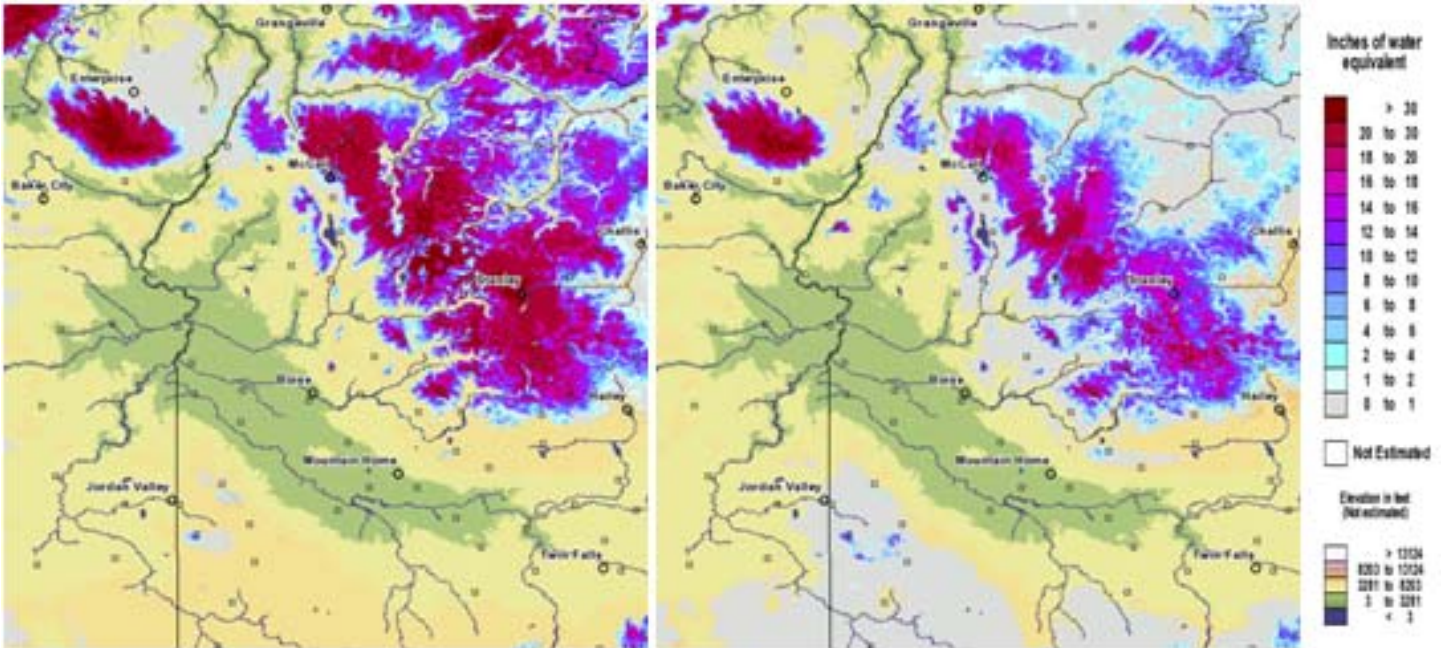 Grangeville
Enterprise
McCall
Baker City
Challis
Stanley
Boise
Hailey
Mountain Home
Jordan Valley
Twin Falls
Grangeville
Enterprise
McCall
Baker City
Challis
Stanley
Boise
Hailey
Mountain Home
Jordan Valley
Twin Falls
Inches of water
equivalent
> 30
20 to 30
18 to 20
16 to 18
14 to 16
12 to 14
10 to 12
8 to 10
6 to 8
4 to 6
2 to 4
1 to 2
0 to 1
Not Estimated
Elevation in feet
(Not estimated)
> 13124
8203 to 13124
3281 to 8203
3 to 3281
< 3